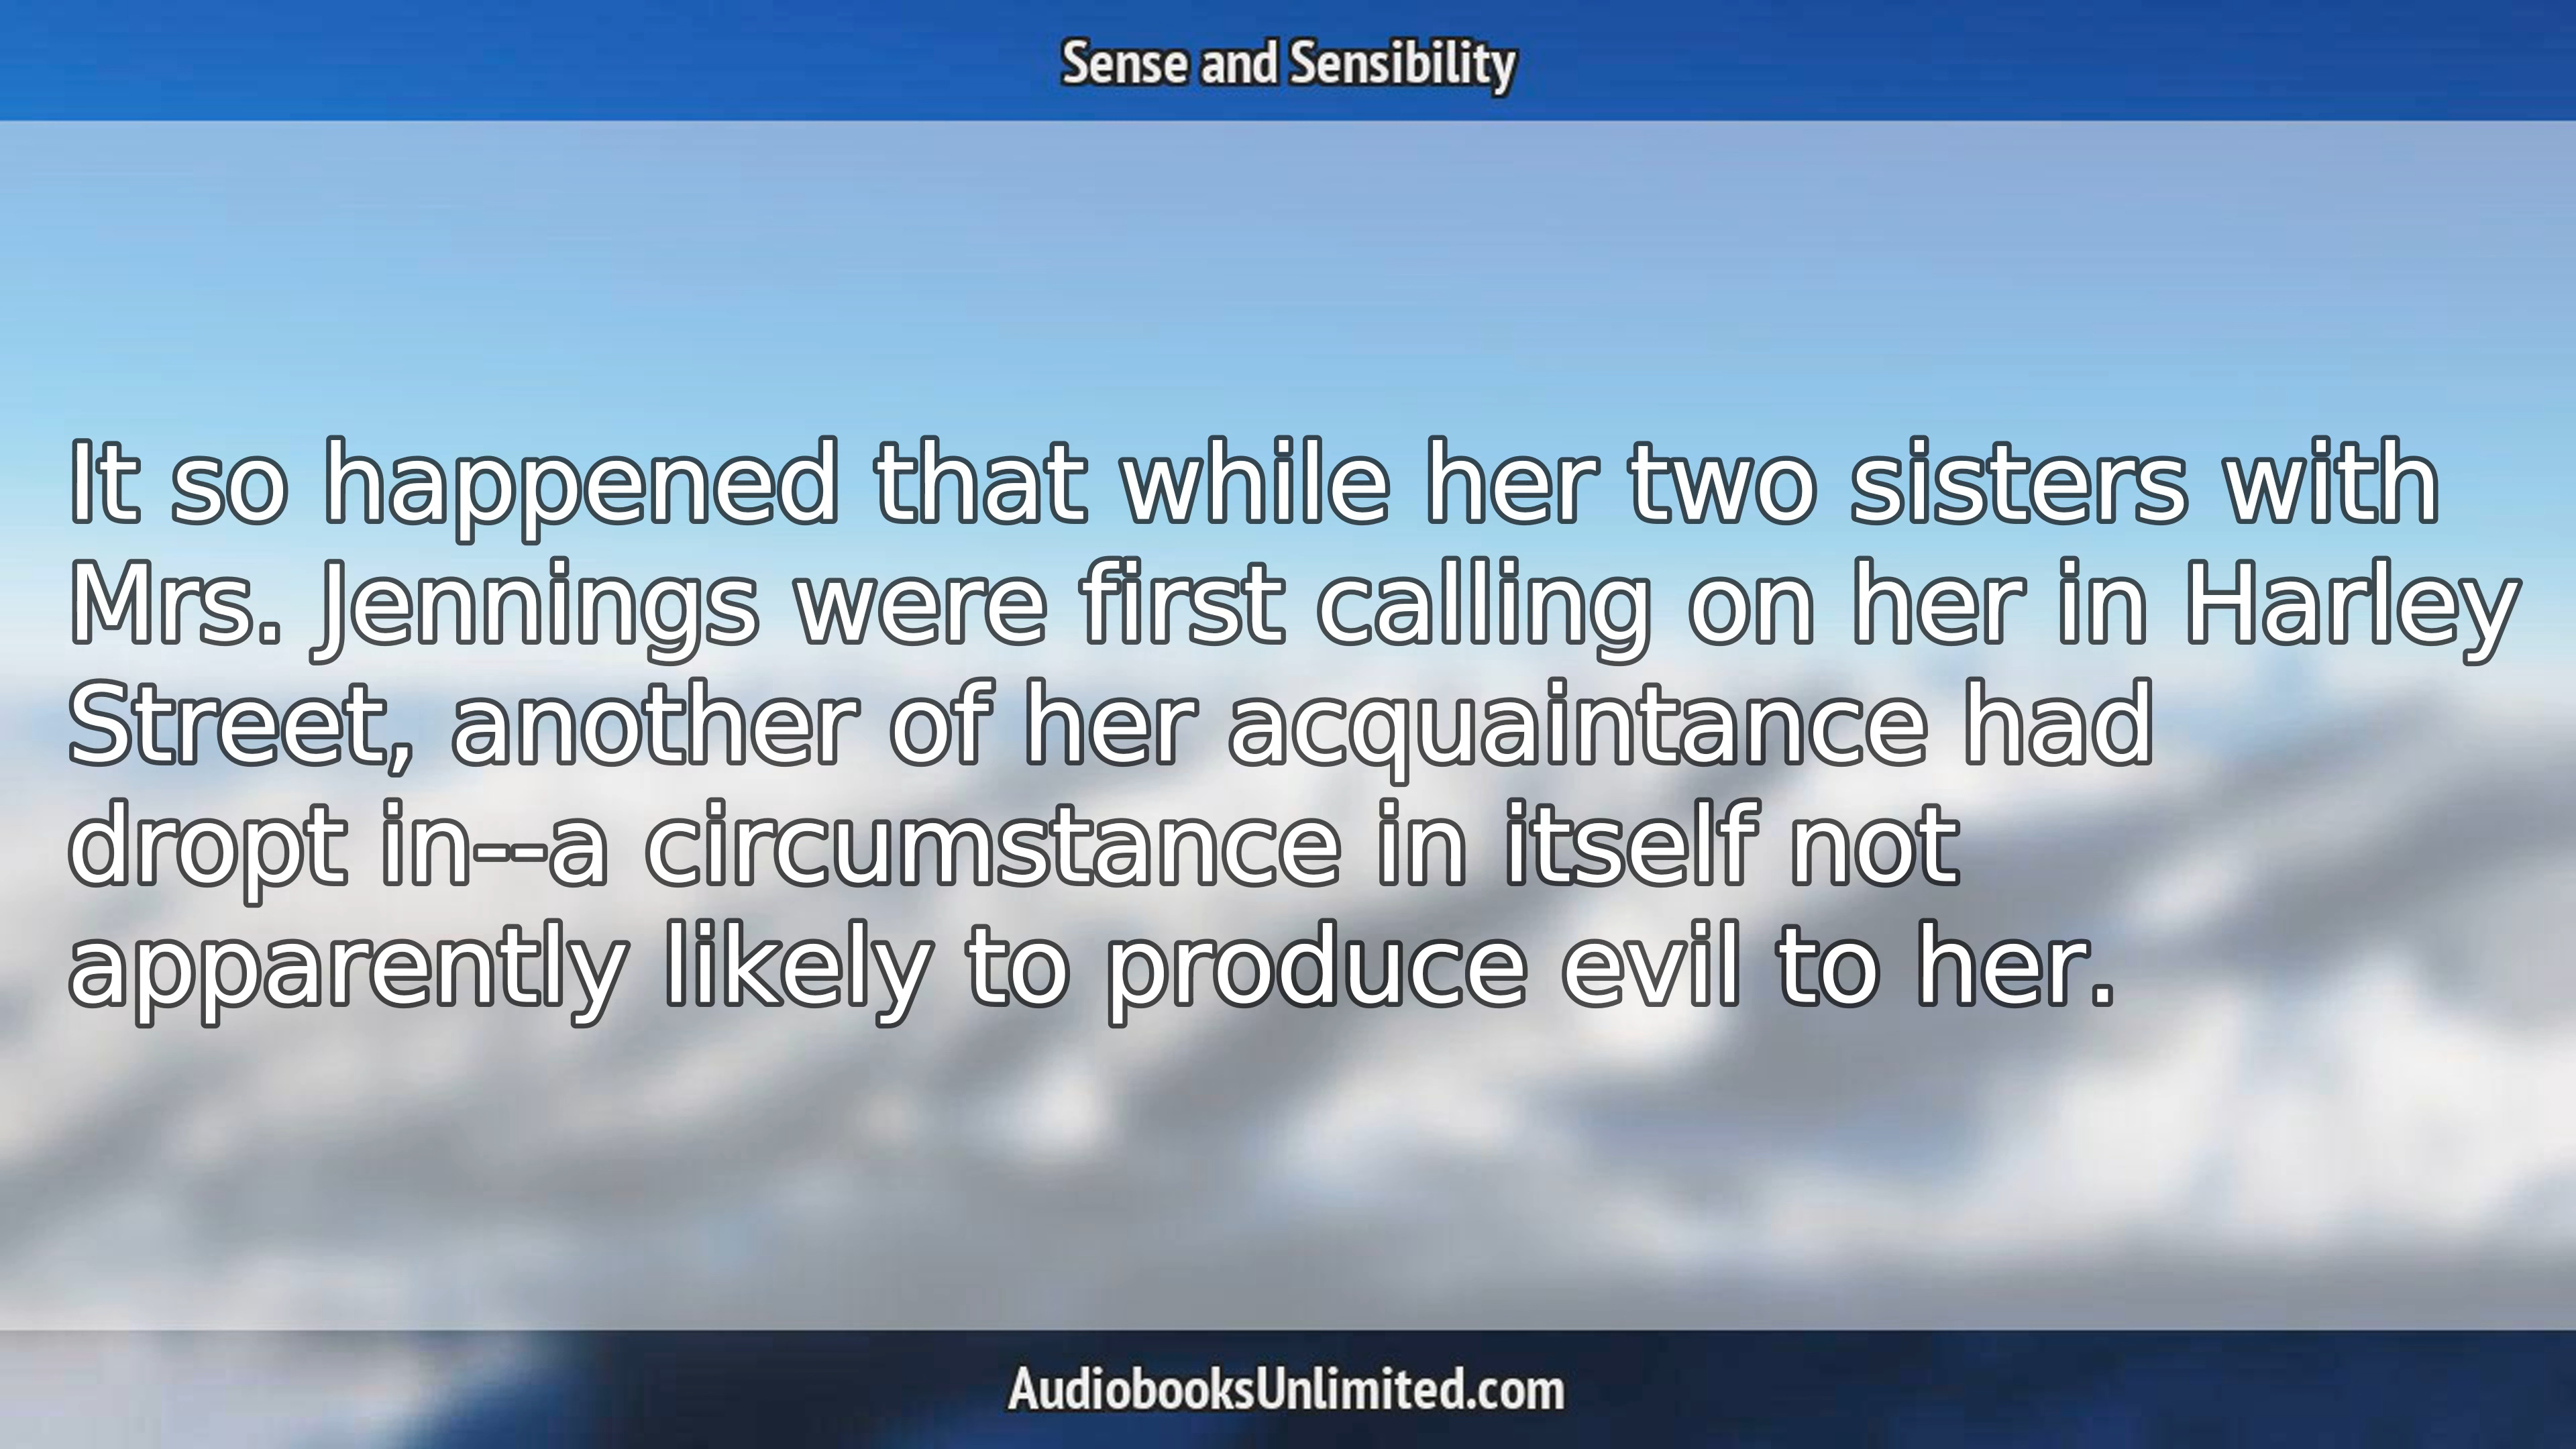 Sense and Sensibility
It so happened that while her two sisters with
Mrs. Jennings were first calling on her in Harley
Street, another of her acquaintance had
dropt in--a circumstance in itself not
apparently likely to produce evil to her.
AudiobooksUnlimited.com